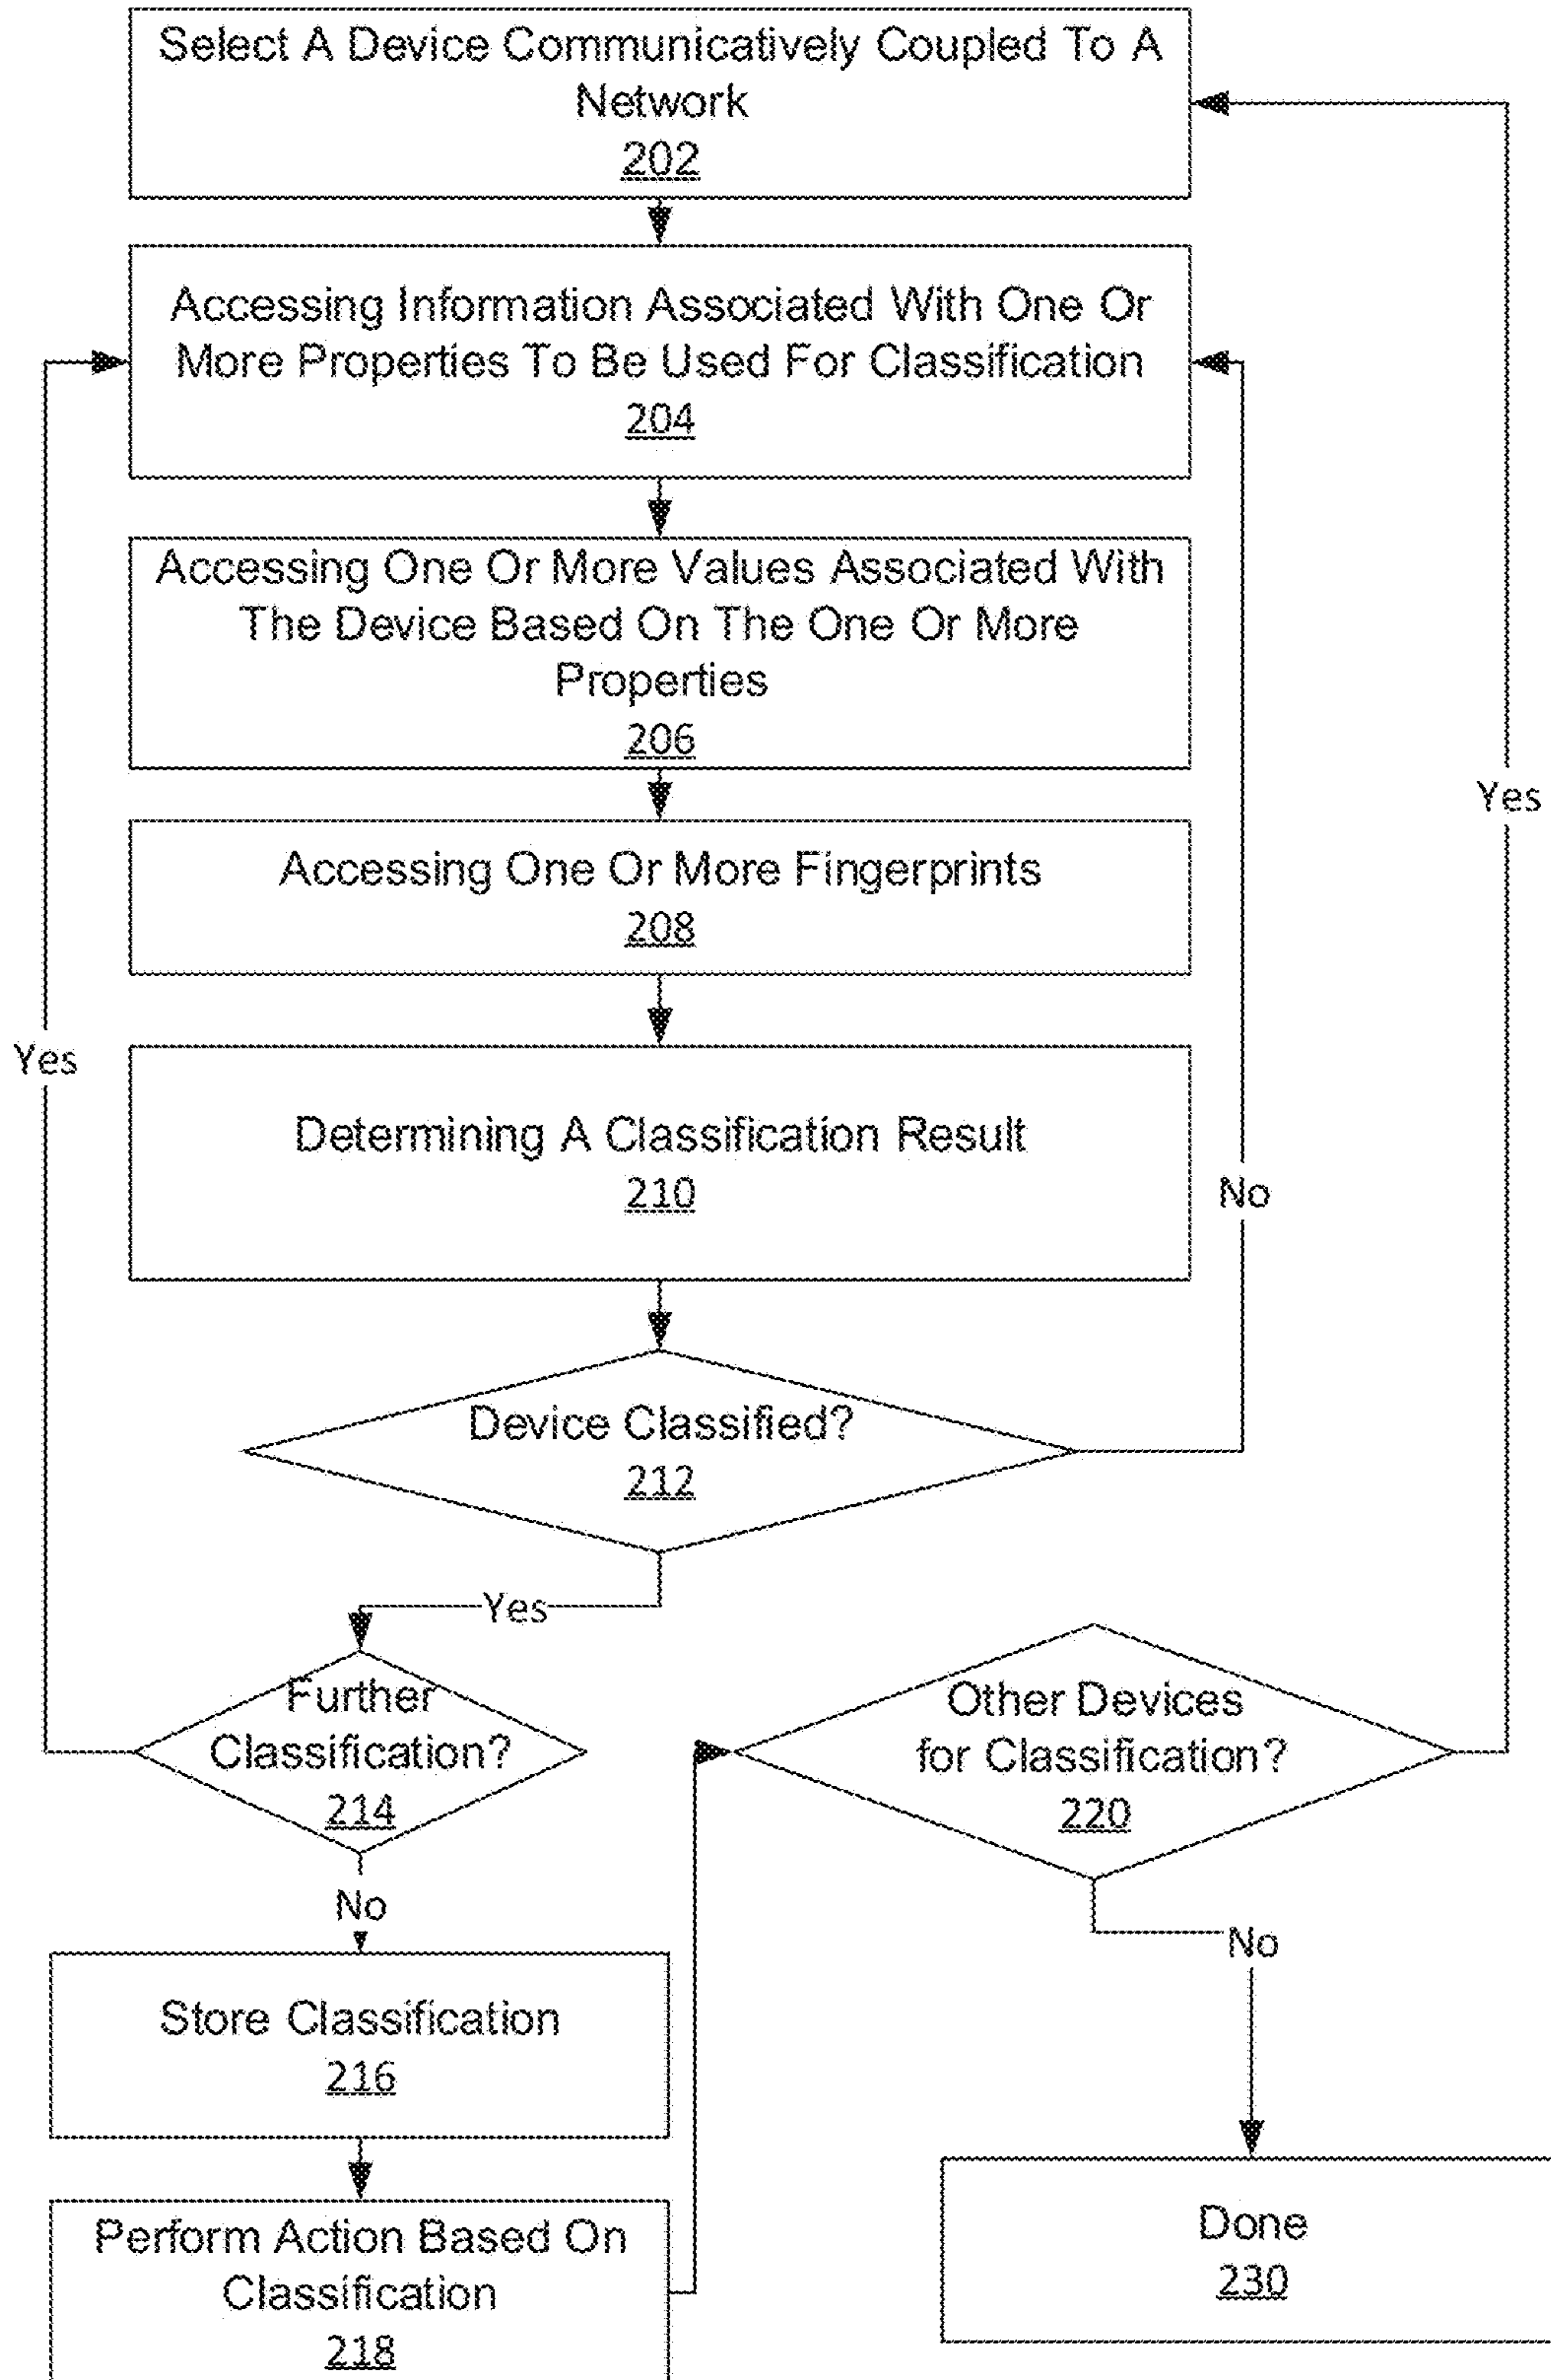 Select A Device Communicatively Coupled To A
Network
202
Accessing Information Associated With One Or
More Properties To Be Used For Classification
204
Accessing One Or More Values Associated With
The Device Based On The One Or More
Properties
206
Yes
Accessing One Or More Fingerprints
208
Yes
Determining A Classification Result
210
No
Device Classified?
212
Yes
Further
Classification?
214
Other Devices
for Classification?
220
No
No
Store Classification
216
Perform Action Based On
Classification
218
Done
230